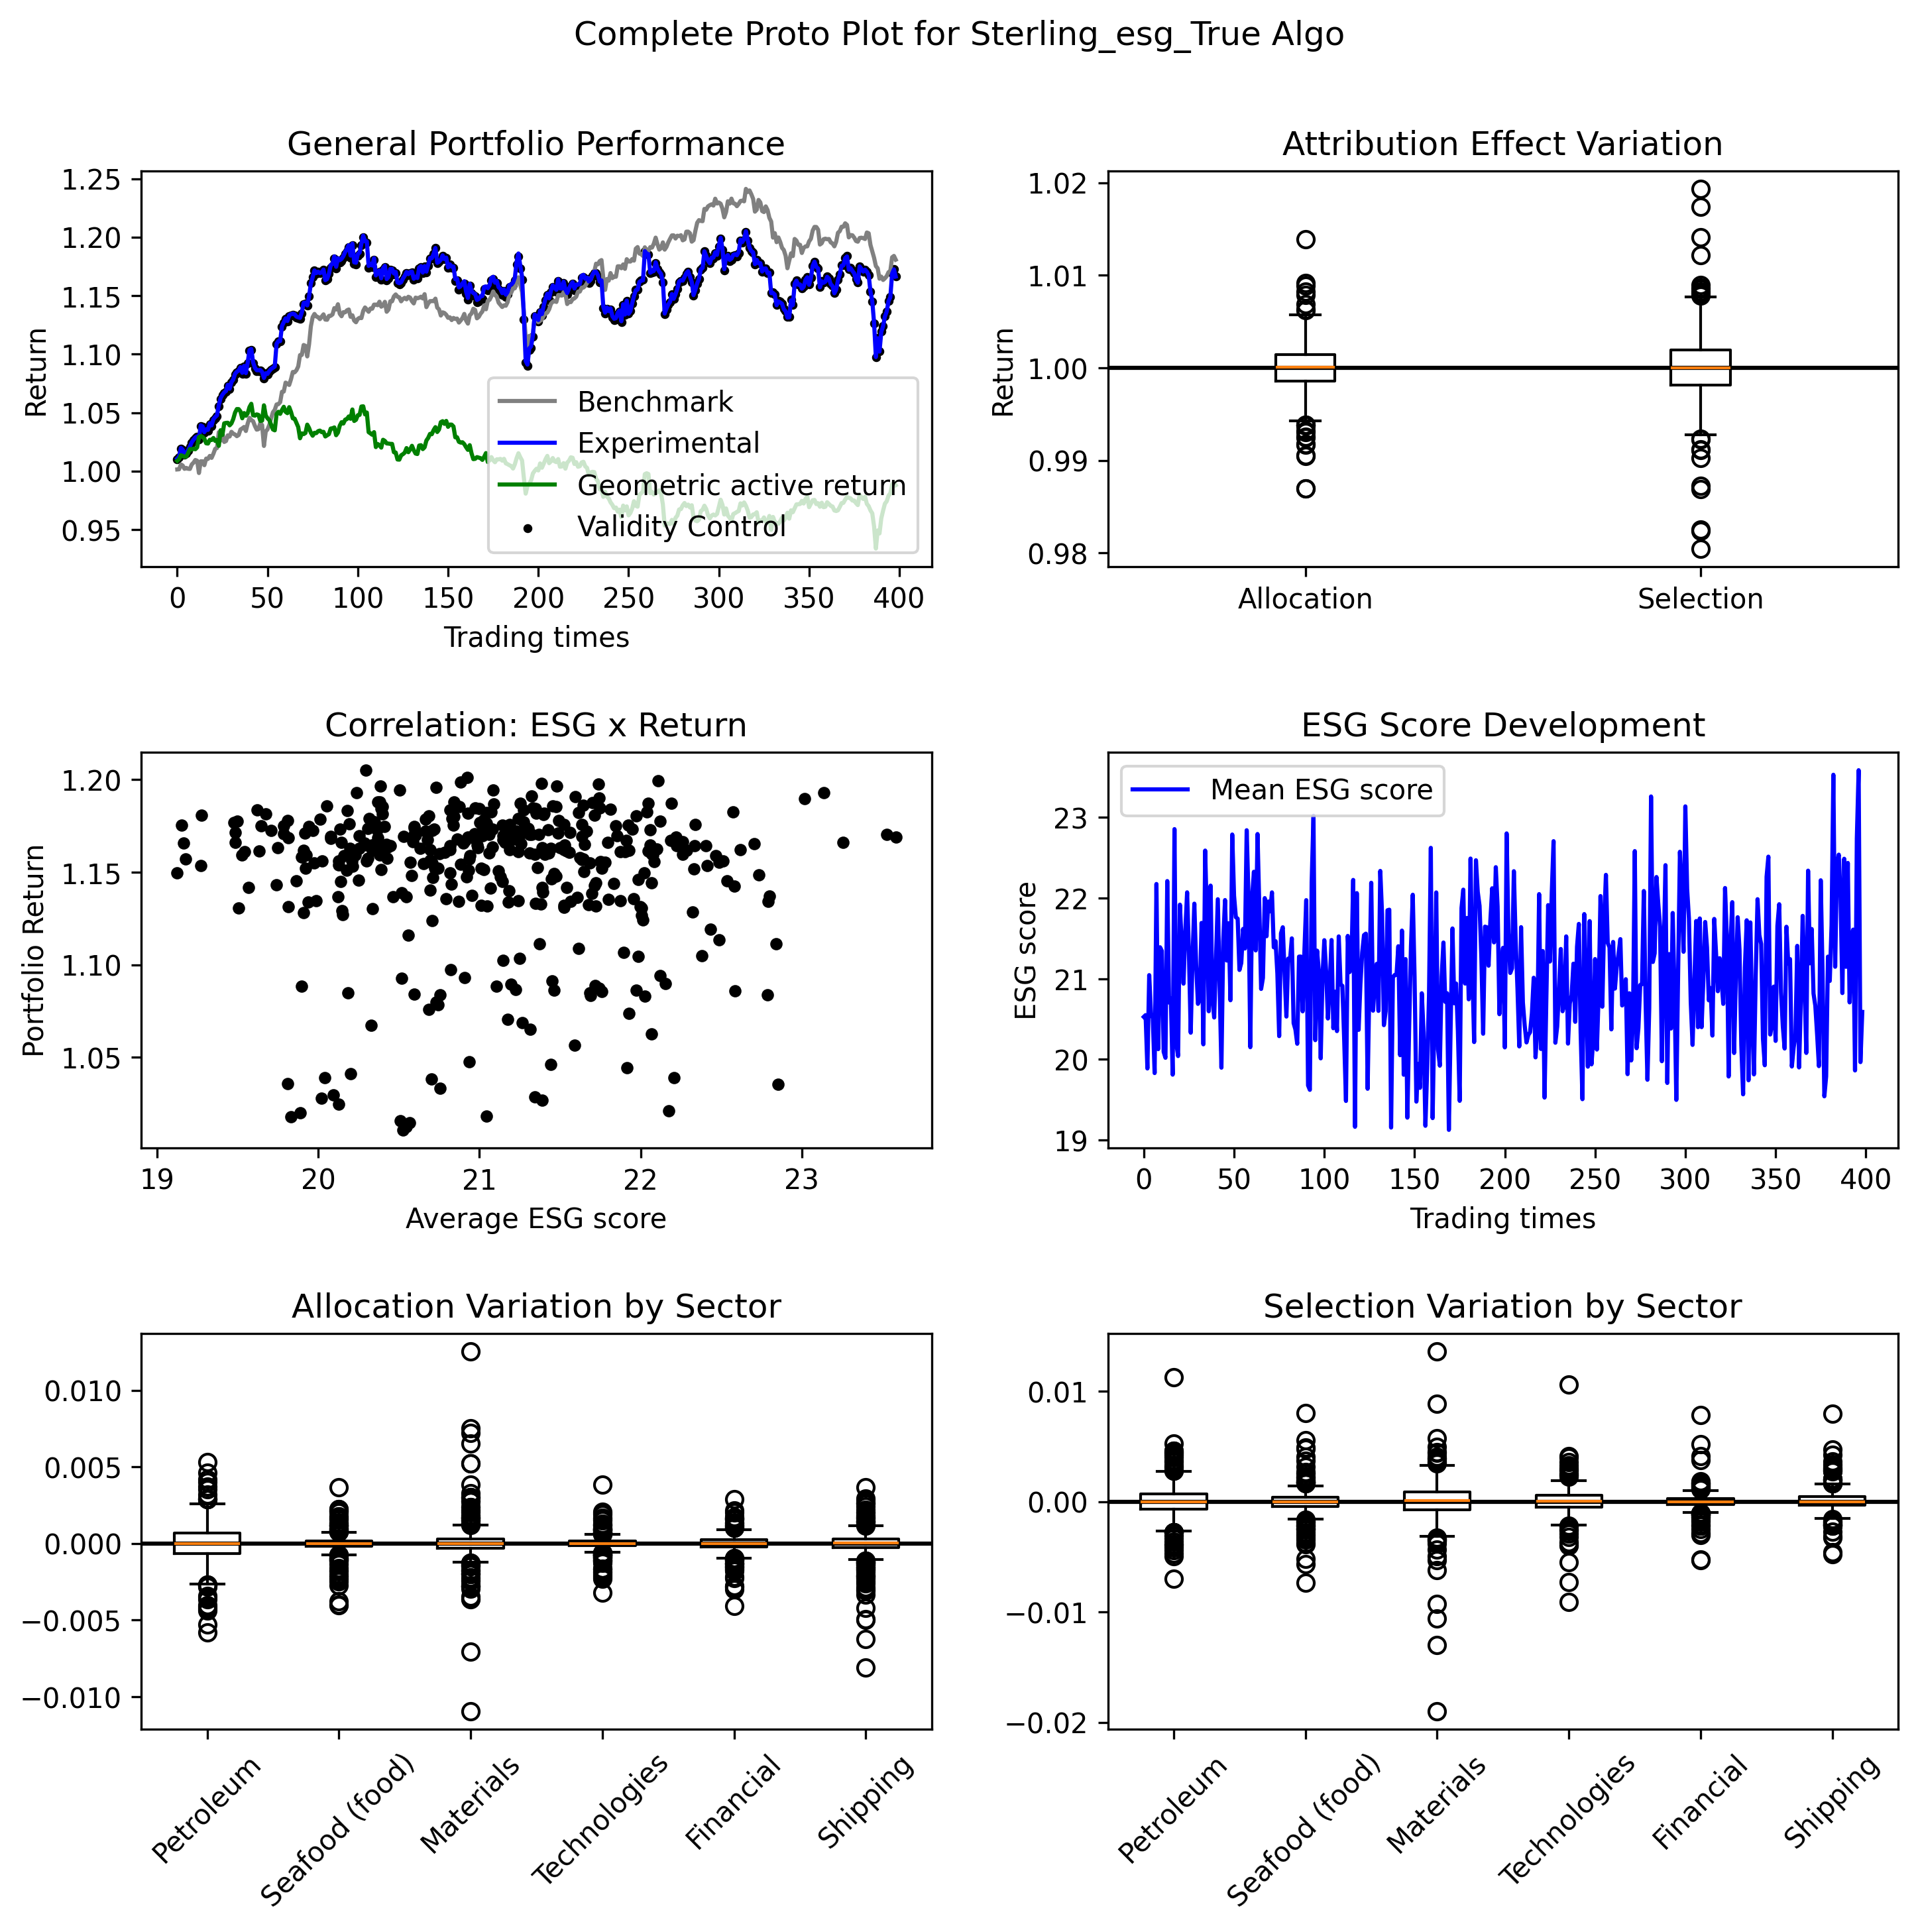 Complete Proto Plot for Sterling_esg_True Algo
General Portfolio Performance
Return
1.25
1.20
1.15
1.10
1.05
1.00
0.95
Benchmark
Experimental
Geometric active return
Validity Control
0 50 100 150 200 250 300 350 400
Trading times
Attribution Effect Variation
Return
1.02
1.01
1.00
0.99
0.98
Allocation Selection
Correlation: ESG x Return
Portfolio Return
1.20
1.15
1.10
1.05
19 20 21 22 23
Average ESG score
ESG Score Development
ESG score
23
22
21
20
19
Mean ESG score
0 50 100 150 200 250 300 350 400
Trading times
Allocation Variation by Sector
0.010
0.005
0.000
−0.005
−0.010
Petroleum
Seafood (food)
Materials
Technologies
Financial
Shipping
Selection Variation by Sector
0.01
0.00
−0.01
−0.02
Petroleum
Seafood (food)
Materials
Technologies
Financial
Shipping